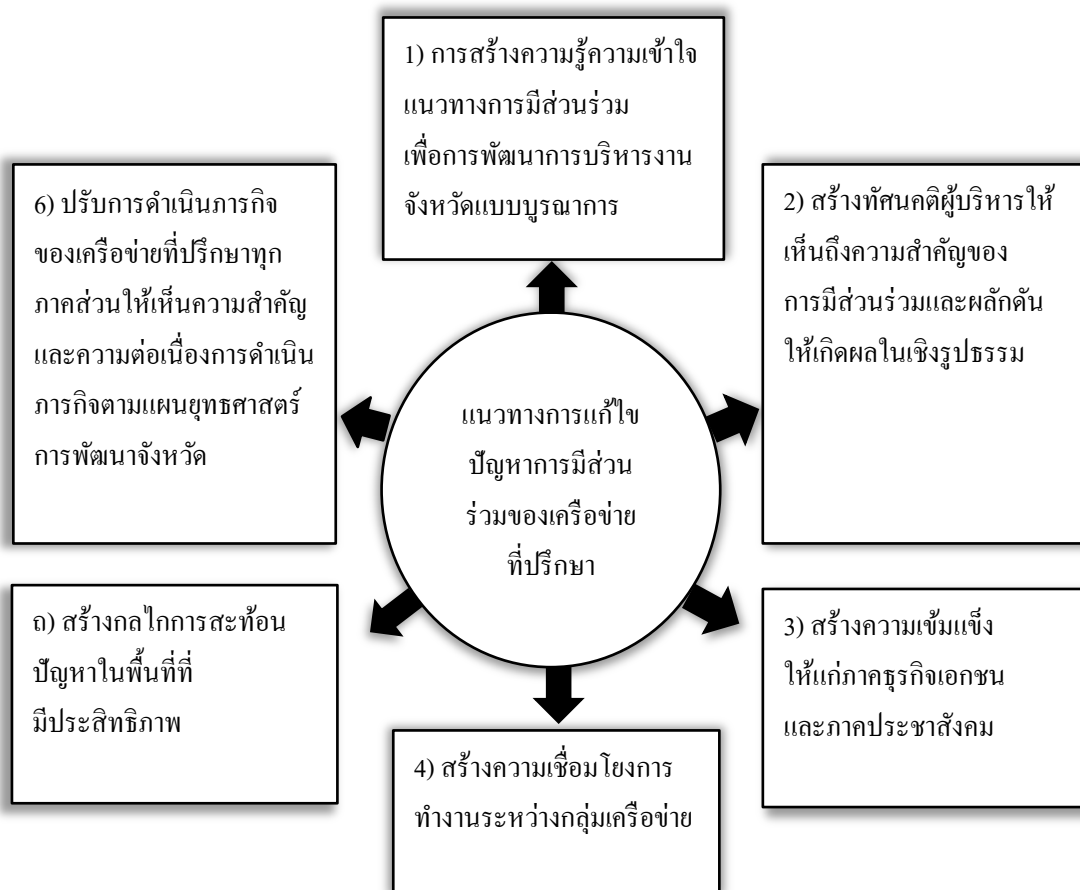 1) การสร้างความรู้ความเข้าใจ
แนวทางการมีส่วนร่วม
เพื่อการพัฒนาการบริหารงาน
จังหวัดแบบบูรณาการ
2) สร้างทัศนคติผู้บริหารให้
เห็นถึงความสำคัญของ
การมีส่วนร่วมและผลักดัน
ให้เกิดผลในเชิงรูปธรรม
3) สร้างความเข้มแข็ง
ให้แก่ภาคธุรกิจเอกชน
และภาคประชาสังคม
4) สร้างความเชื่อมโยงการ
ทำงานระหว่างกลุ่มเครือข่าย
ถ) สร้างกลไกการสะท้อน
ปัญหาในพื้นที่ที่
มีประสิทธิภาพ
6) ปรับการดำเนินภารกิจ
ของเครือข่ายที่ปรึกษาทุก
ภาคส่วนให้เห็นความสำคัญ
และความต่อเนื่องการดำเนิน
ภารกิจตามแผนยุทธศาสตร์
การพัฒนาจังหวัด
แนวทางการแก้ไข
ปัญหาการมีส่วน
ร่วมของเครือข่าย
ที่ปรึกษา